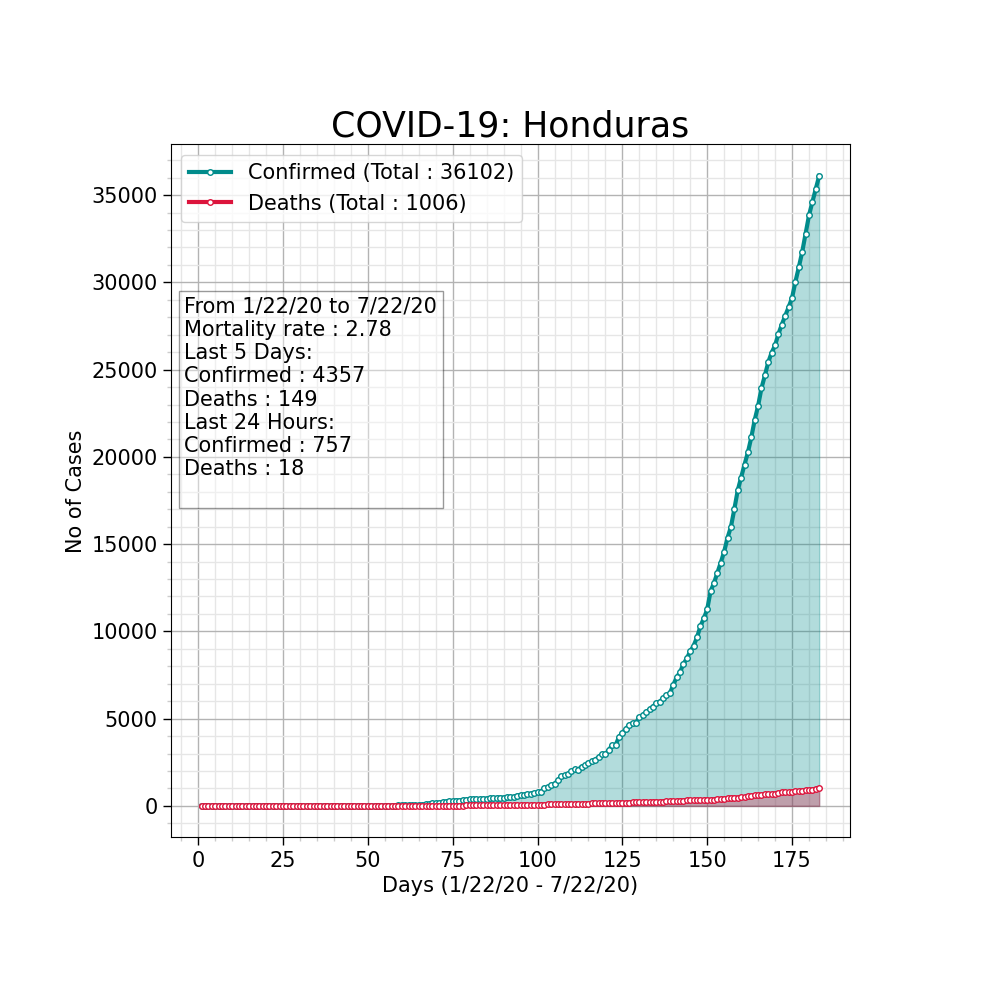 COVID-19: Honduras
Confirmed (Total : 36102)
Deaths (Total : 1006)
From 1/22/20 to 7/22/20
Mortality rate : 2.78
Last 5 Days:
Confirmed : 4357
Deaths : 149
Last 24 Hours:
Confirmed : 757
Deaths : 18
No of Cases
35000
30000
25000
20000
15000
10000
5000
0
0 25 50 75 100 125 150 175
Days (1/22/20 - 7/22/20)